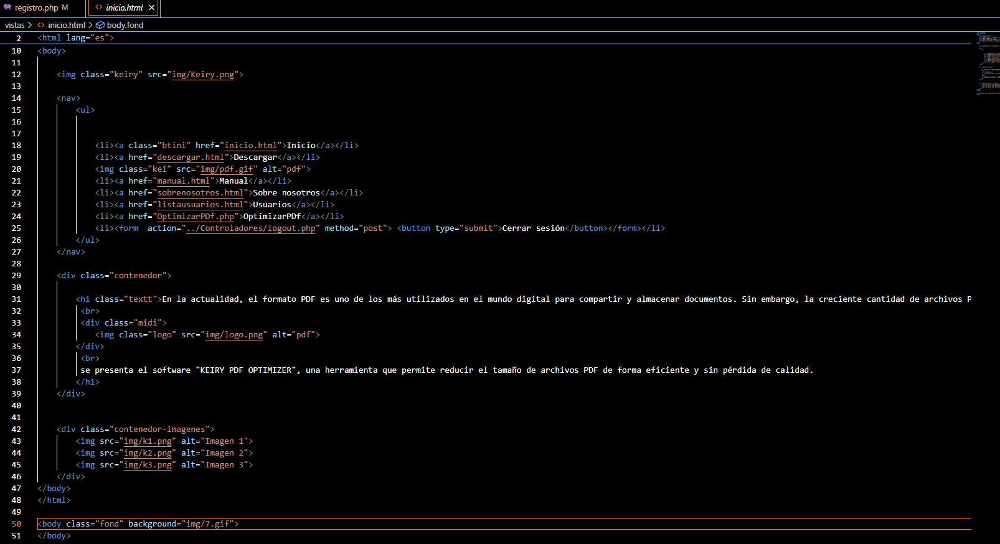 registro.php M
inicio.html
vistas > inicio.html > body.fond
2 <html lang="es">
10 <body>
11
12 <img class="keiry" src="img/Keiry.png">
13
14 <nav>
15 <ul>
16
17
18 <li><a class="btini" href="inicio.html">Inicio</a></li>
19 <li><a href="descargar.html">Descargar</a></li>
20 <img class="kei" src="img/pdf.gif" alt="pdf">
21 <li><a href="manual.html">Manual</a></li>
22 <li><a href="sobrenosotros.html">Sobre nosotros</a></li>
23 <li><a href="listausuarios.html">Usuarios</a></li>
24 <li><a href="OptimizarPDf.php">OptimizarPDf</a></li>
25 <li><form  action="../Controladores/logout.php" method="post"> <button type="submit">Cerrar sesión</button></form></li>
26 </ul>
27 </nav>
28
29 <div class="contenedor">
30
31 <h1 class="textt">En la actualidad, el formato PDF es uno de los más utilizados en el mundo digital para compartir y almacenar documentos. Sin embargo, la creciente cantidad de archivos P
32 <br>
33 <div class="midi">
34 <img class="logo" src="img/logo.png" alt="pdf">
35 </div>
36 <br>
37 se presenta el software "KEIRY PDF OPTIMIZER", una herramienta que permite reducir el tamaño de archivos PDF de forma eficiente y sin pérdida de calidad.
38 </h1>
39 </div>
40
41
42 <div class="contenedor-imagenes">
43 <img src="img/k1.png" alt="Imagen 1">
44 <img src="img/k2.png" alt="Imagen 2">
45 <img src="img/k3.png" alt="Imagen 3">
46 </div>
47 </body>
48 </html>
49
50 <body class="fond" background="img/7.gif">
51 </body>